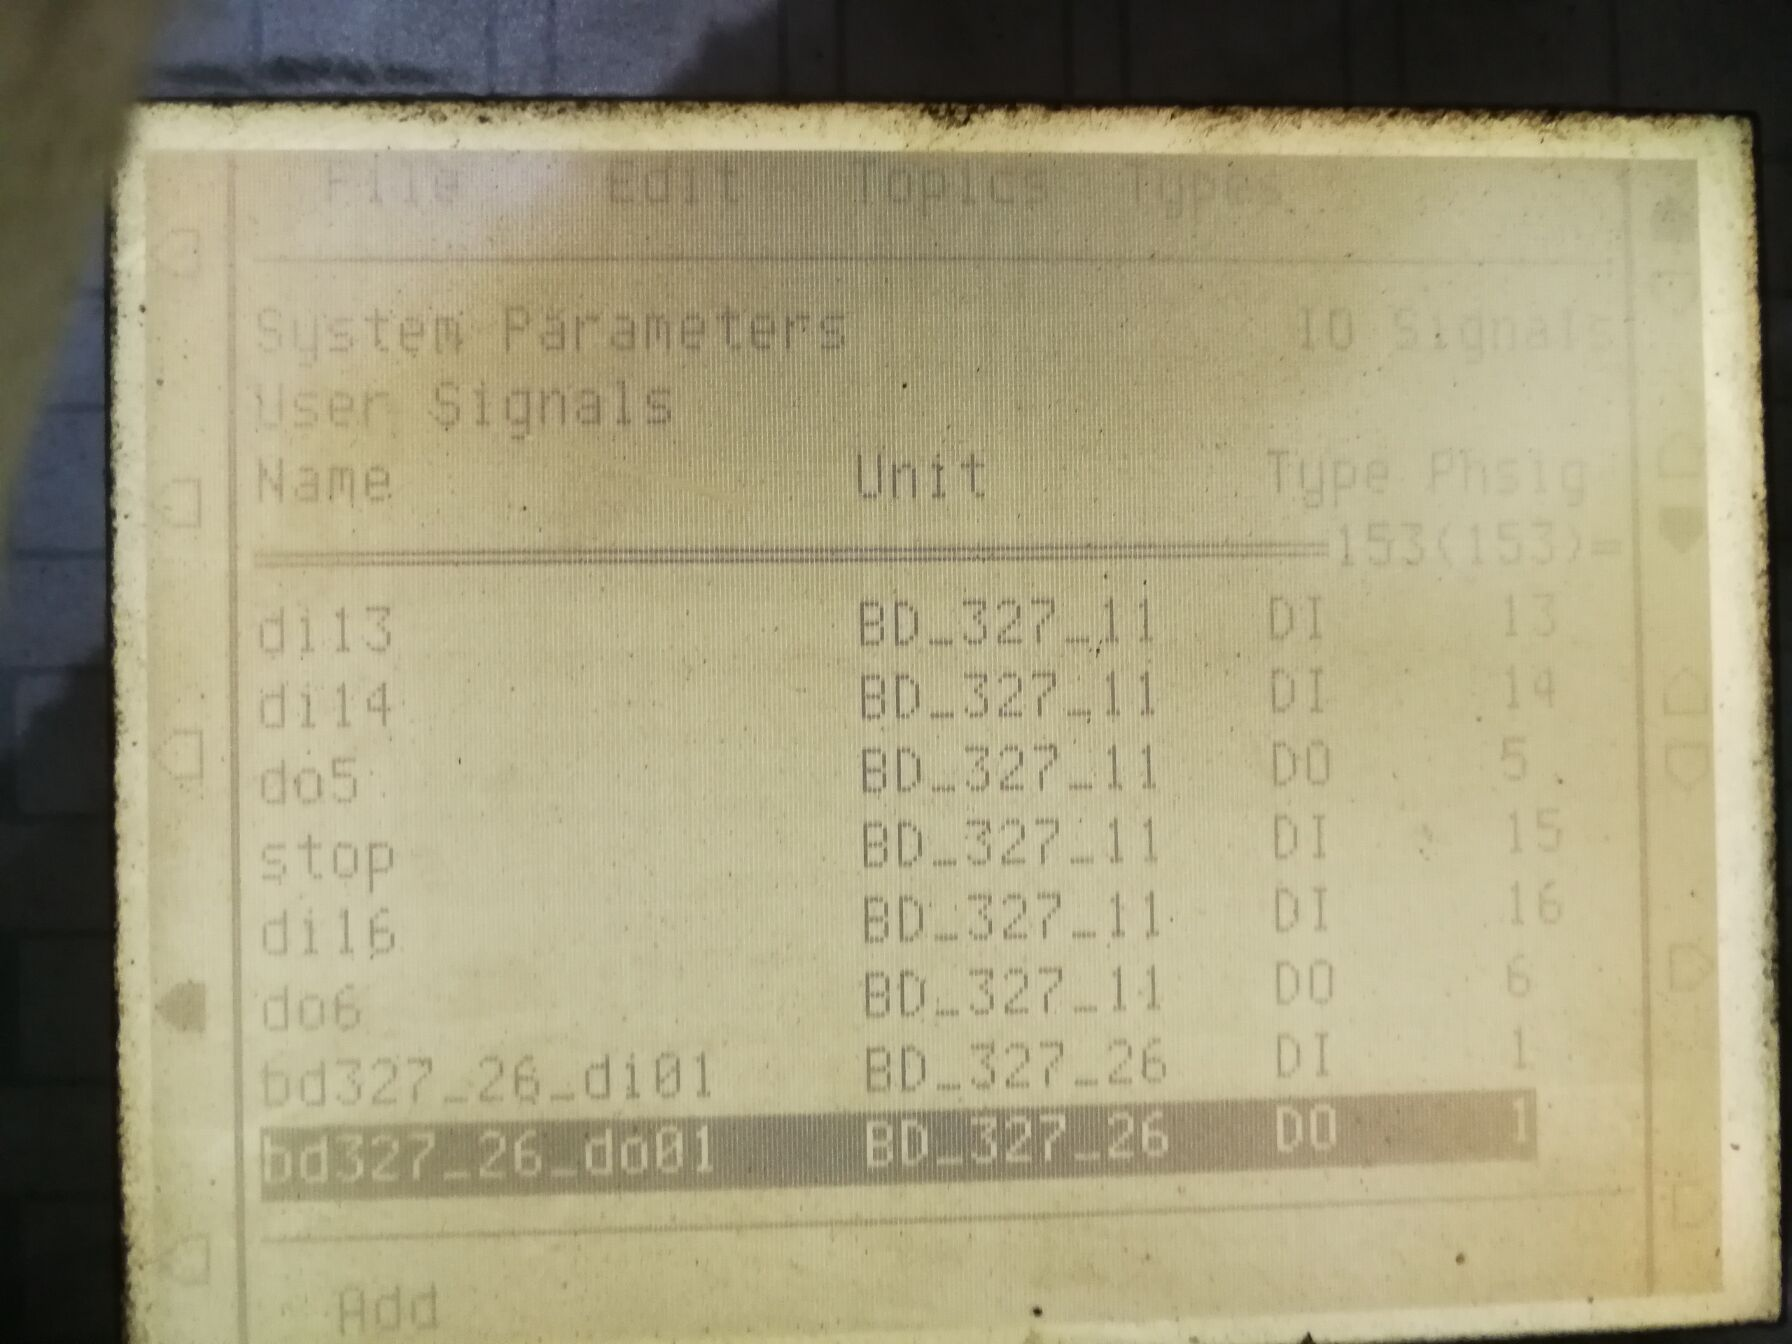 File Edit Topics Types
System Parameters IO Signals
User Signals
Name Unit Type Phsig
153(153)=
di13 BD_327_11 DI 13
di14 BD_327_11 DI 14
do5 BD_327_11 DO 5
stop BD_327_11 DI 15
di16 BD_327_11 DI 16
do6 BD_327_11 DO 6
bd327_26_di01 BD_327_26 DI 1
bd327_26_do01 BD_327_26 DO 1
Add